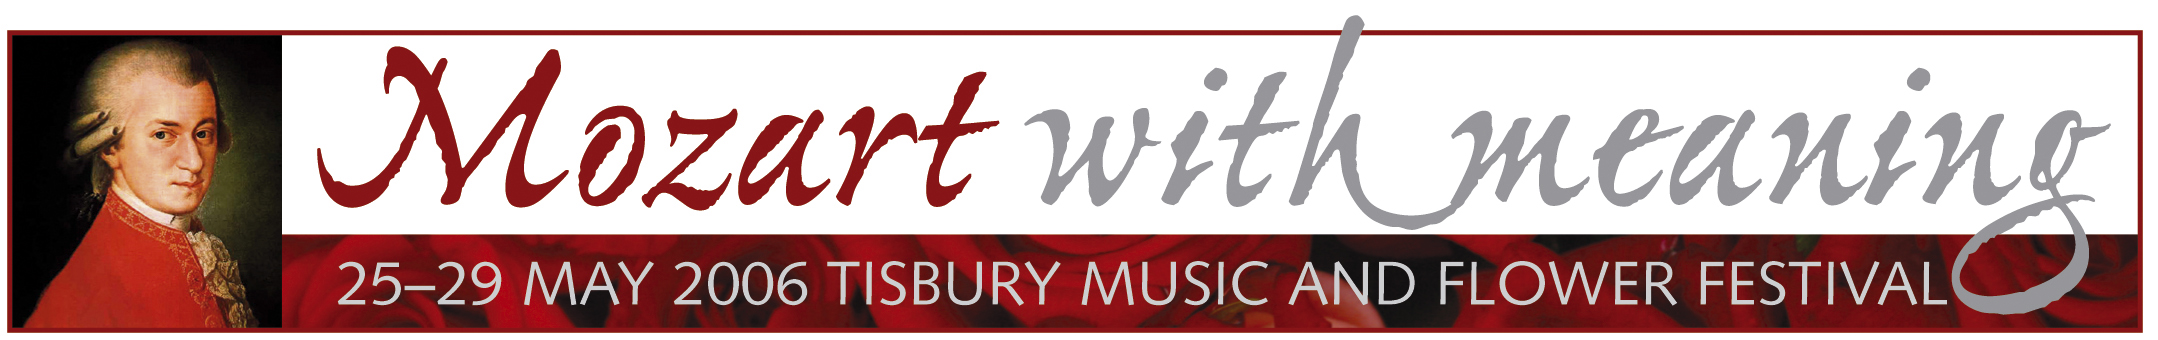 Mozart with meaning
25–29 MAY 2006 TISBURY MUSIC AND FLOWER FESTIVAL